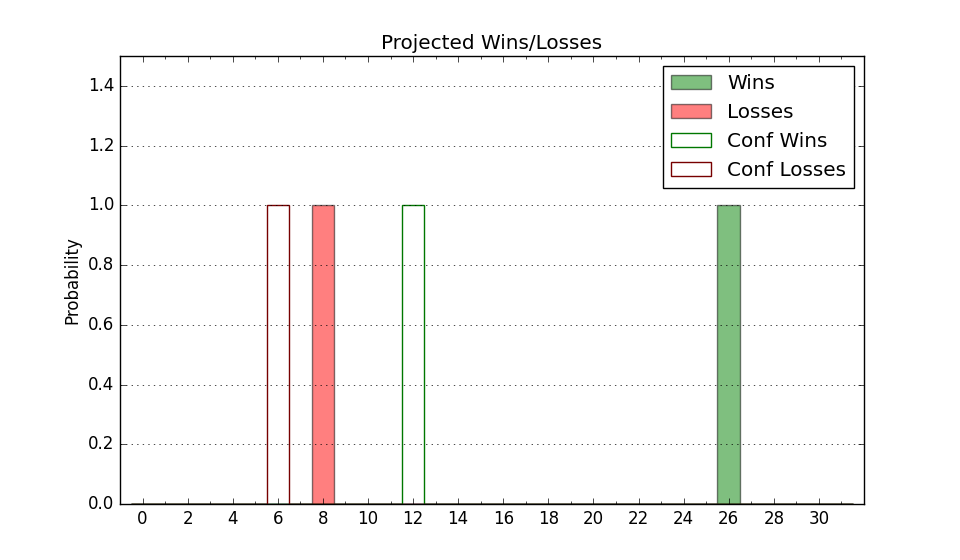 Projected Wins/Losses
1.4
1.2
1.0
0.8
0.6
0.4
0.2
0.0
Probability
Wins
Losses
Conf Wins
Conf Losses
0 2 4 6 8 10 12 14 16 18 20 22 24 26 28 30